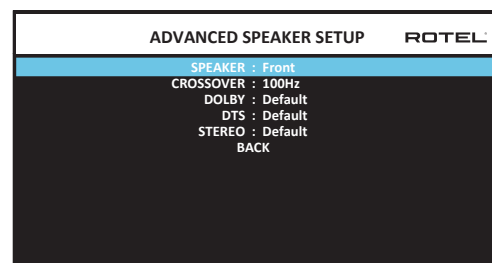 ADVANCED SPEAKER SETUP ROTEL
SPEAKER : Front
CROSSOVER : 100Hz
DOLBY : Default
DTS : Default
STEREO : Default
BACK